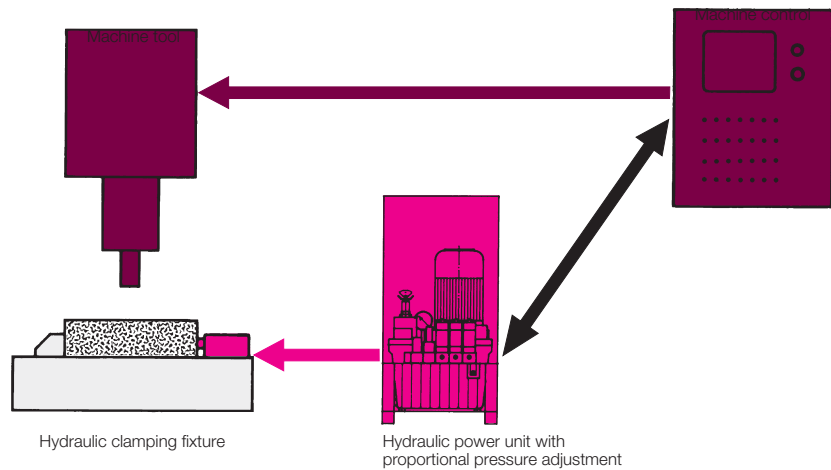 Machine tool
Machine control
Hydraulic clamping fixture
Hydraulic power unit with
proportional pressure adjustment